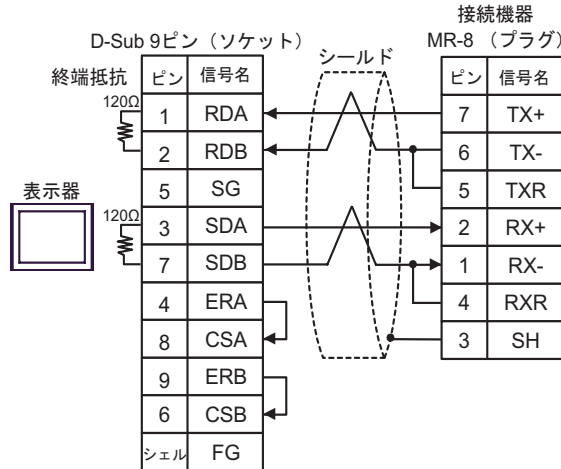 接続機器
D-Sub 9ピン（ソケット） シールド MR-8 （プラグ）
終端抵抗 ピン 信号名 ピン 信号名
120Ω 1 RDA 7 TX+
2 RDB 6 TX-
5 SG 5 TXR
表示器
120Ω 3 SDA 2 RX+
7 SDB 1 RX-
4 ERA 4 RXR
8 CSA 3 SH
9 ERB
6 CSB
シェル FG